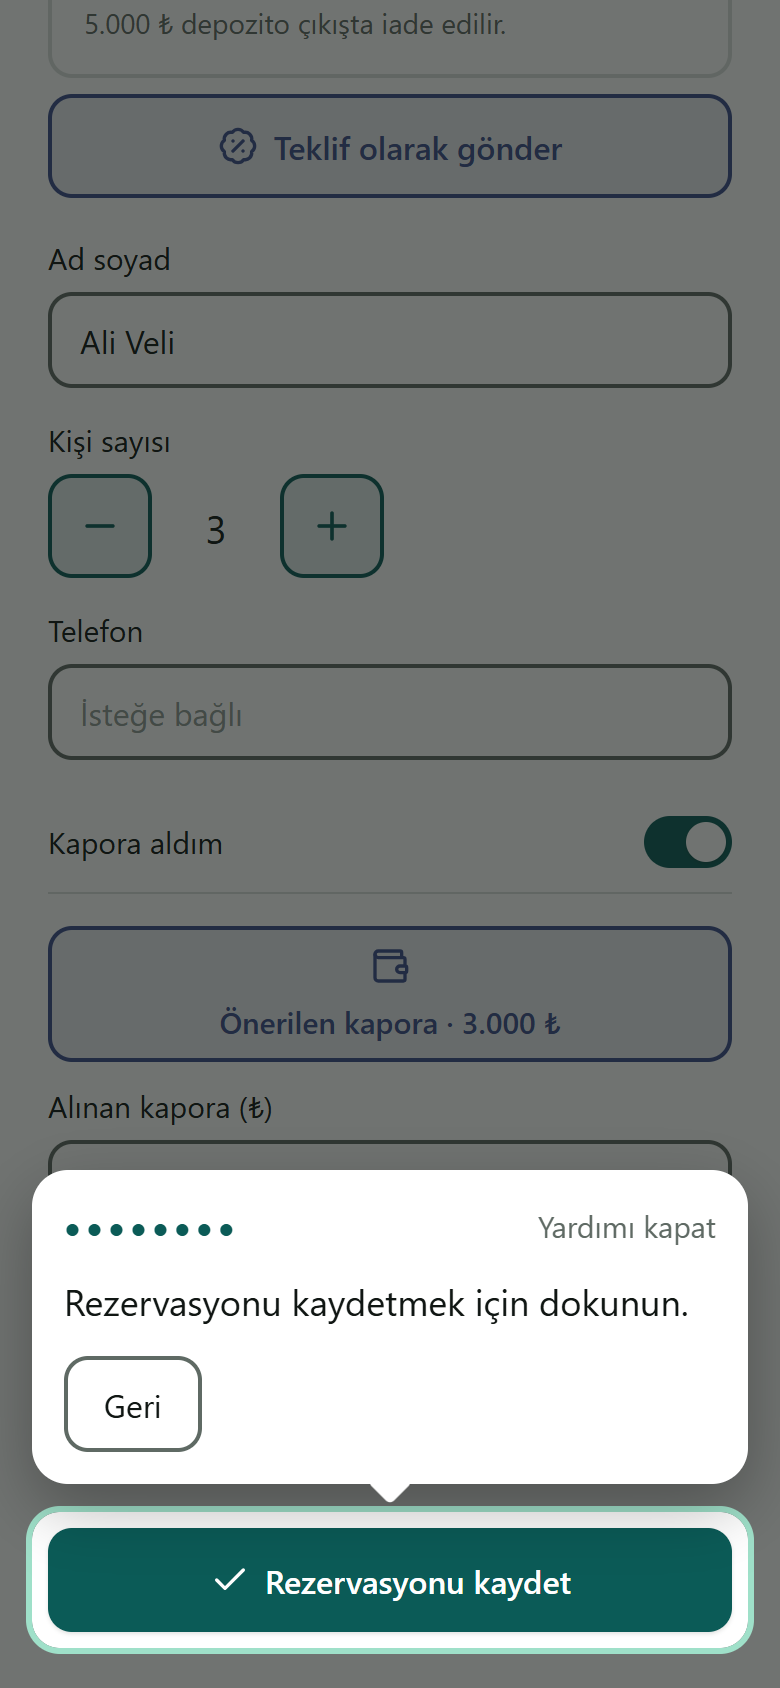 5.000 ₺ depozito çıkışta iade edilir.
Teklif olarak gönder
Ad soyad
Ali Veli
Kişi sayısı
3
Telefon
İsteğe bağlı
Kapora aldım
Önerilen kapora · 3.000 ₺
Alınan kapora (₺)
Yardımı kapat
Rezervasyonu kaydetmek için dokunun.
Geri
Rezervasyonu kaydet